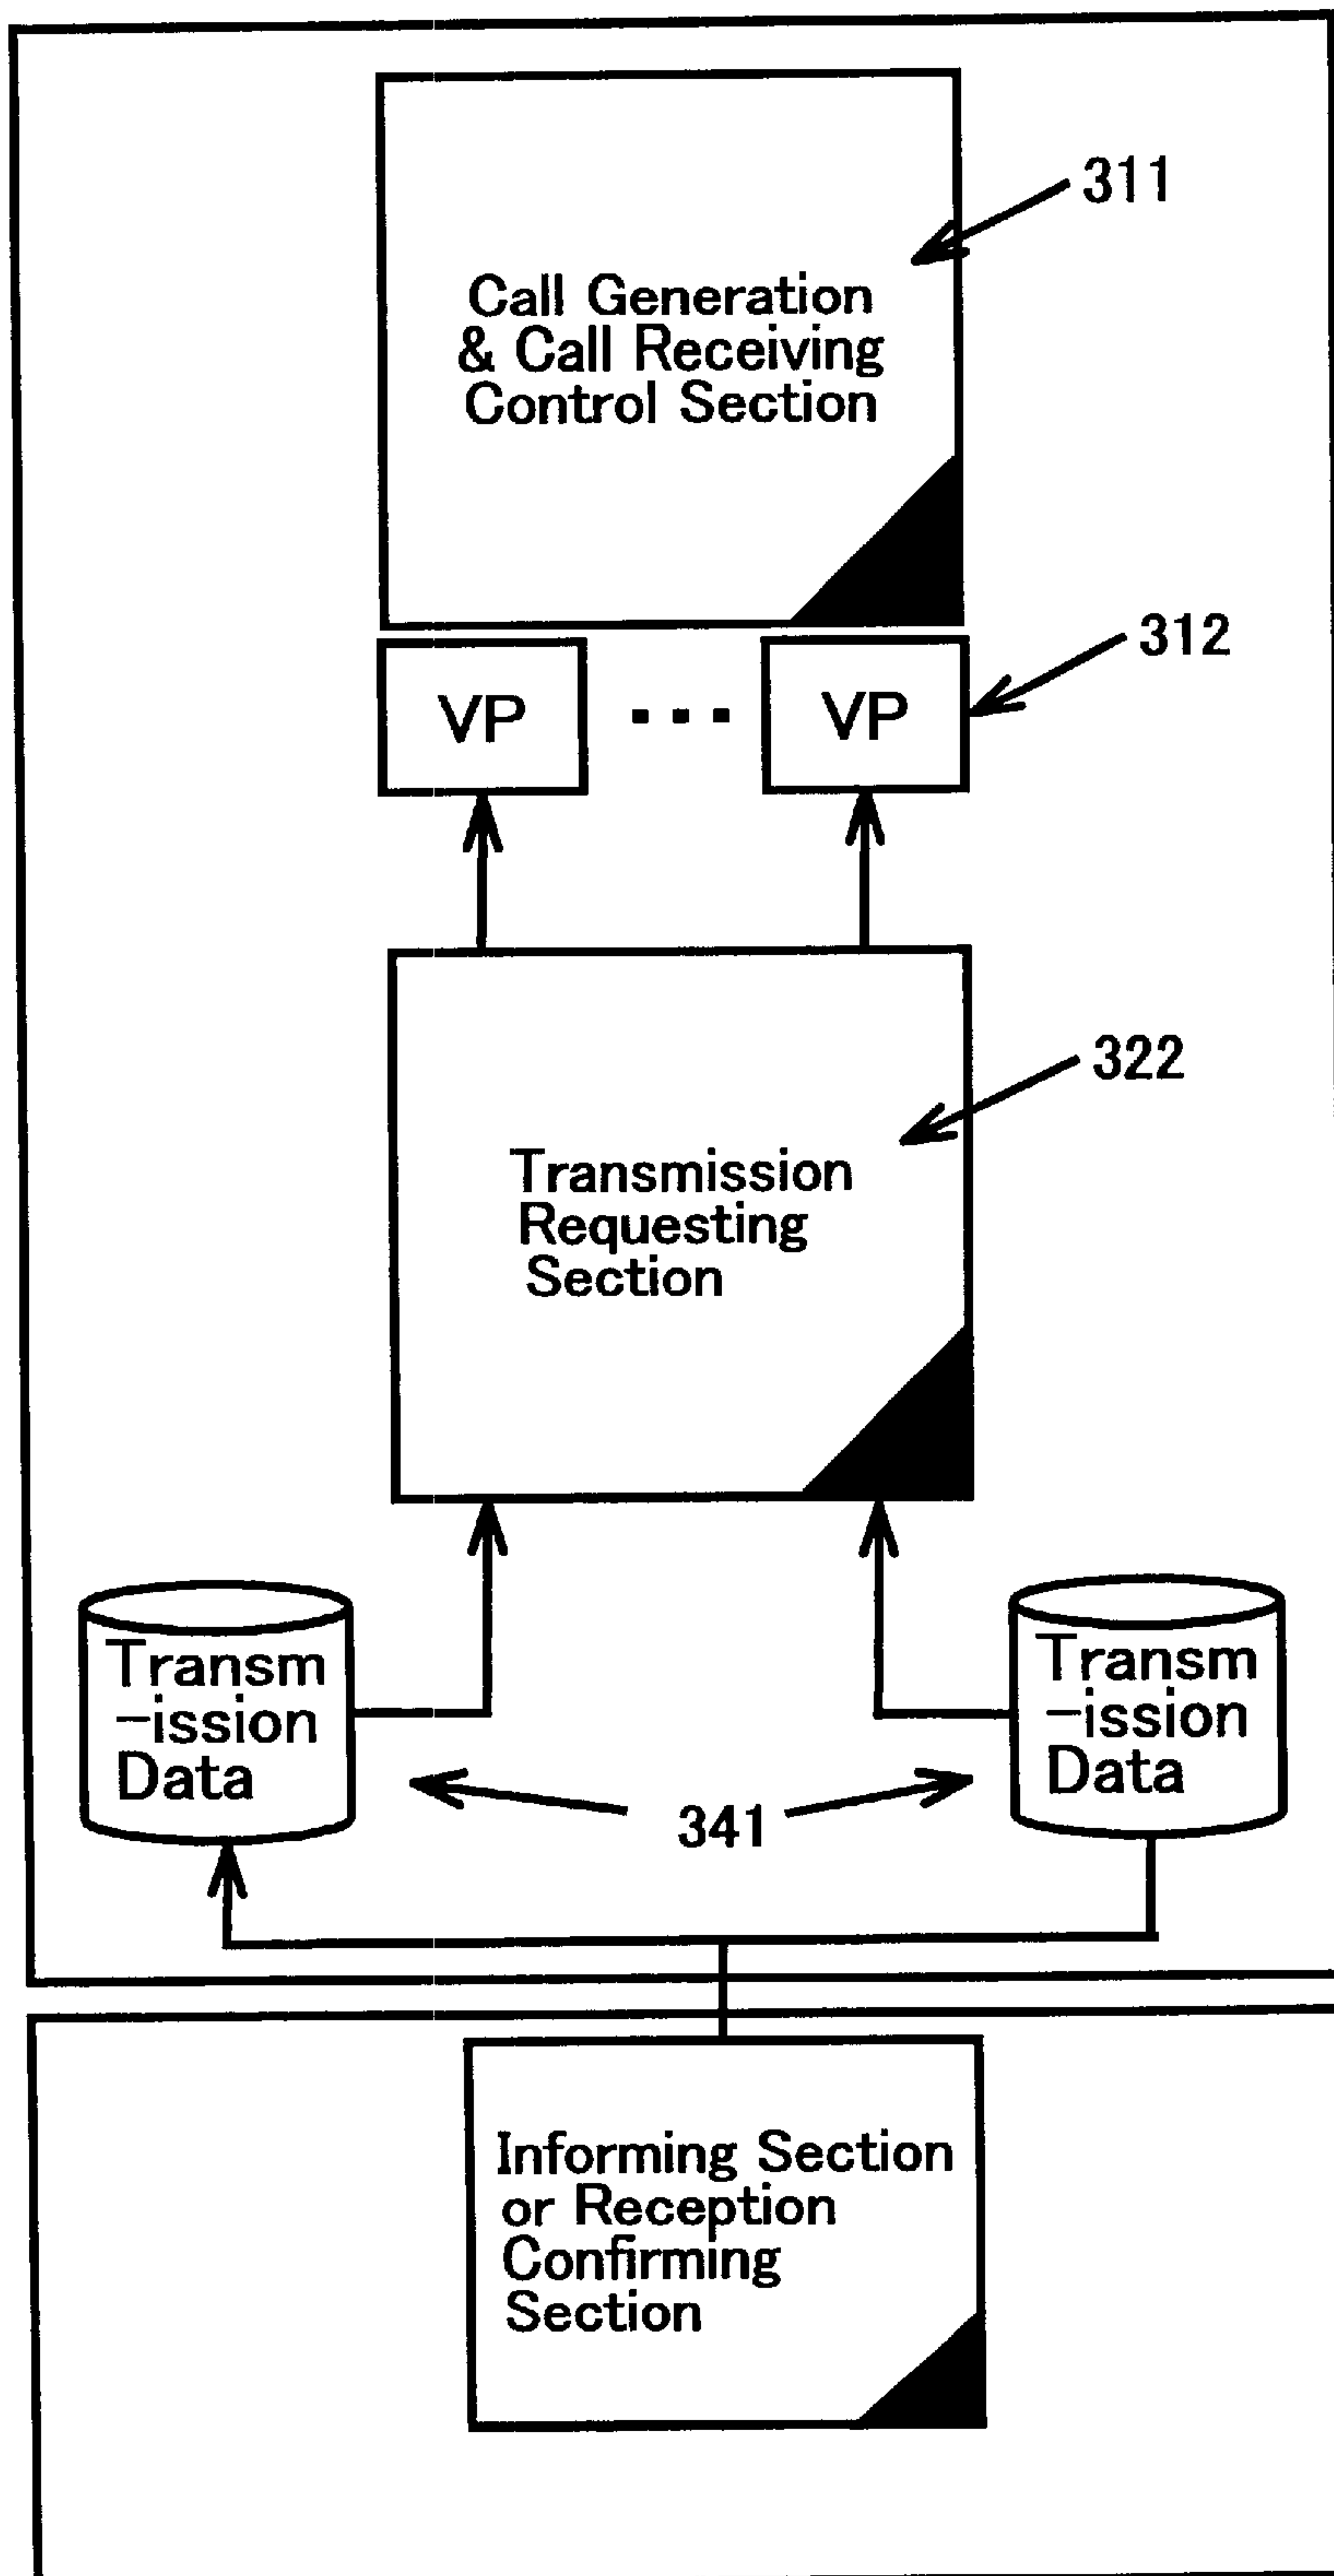 311
Call Generation
& Call Receiving
Control Section
312
VP ... VP
322
Transmission
Requesting
Section
Transm
-ission
Data
Transm
-ission
Data
341
Informing Section
or Reception
Confirming
Section